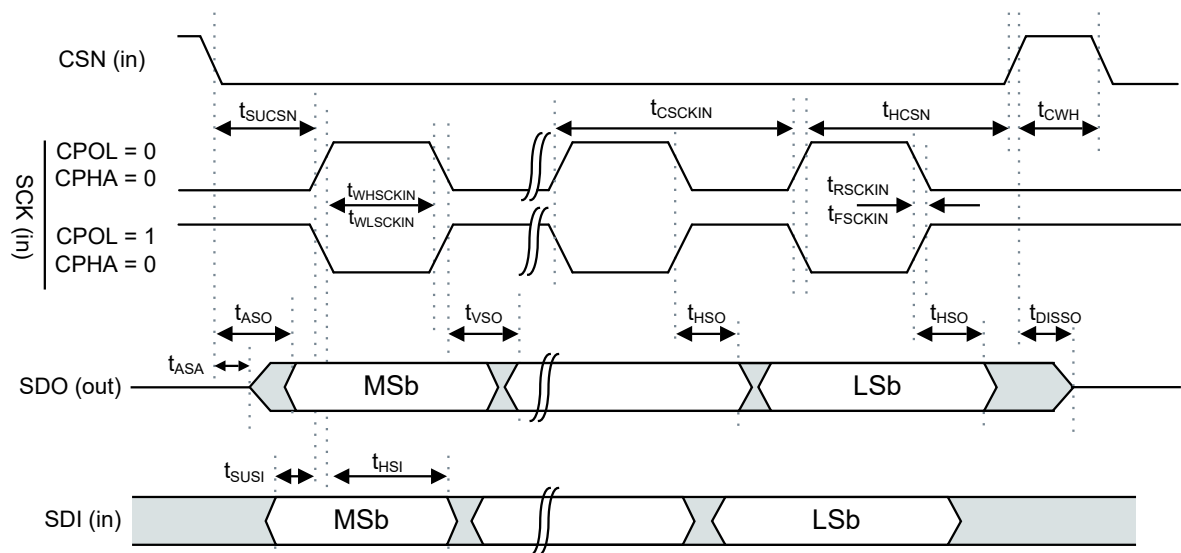 CSN (in)
tSUCSN
tCSCKIN
tHCSN
tCWH
SCK (in)
CPOL = 0
CPHA = 0
tWHSCKIN
tWLSCKIN
tRSCKIN
tFSCKIN
CPOL = 1
CPHA = 0
tASO
tVSO
tHSO
tHSO
tDISSO
tASA
SDO (out)
MSb
LSb
tSUSI
tHSI
SDI (in)
MSb
LSb